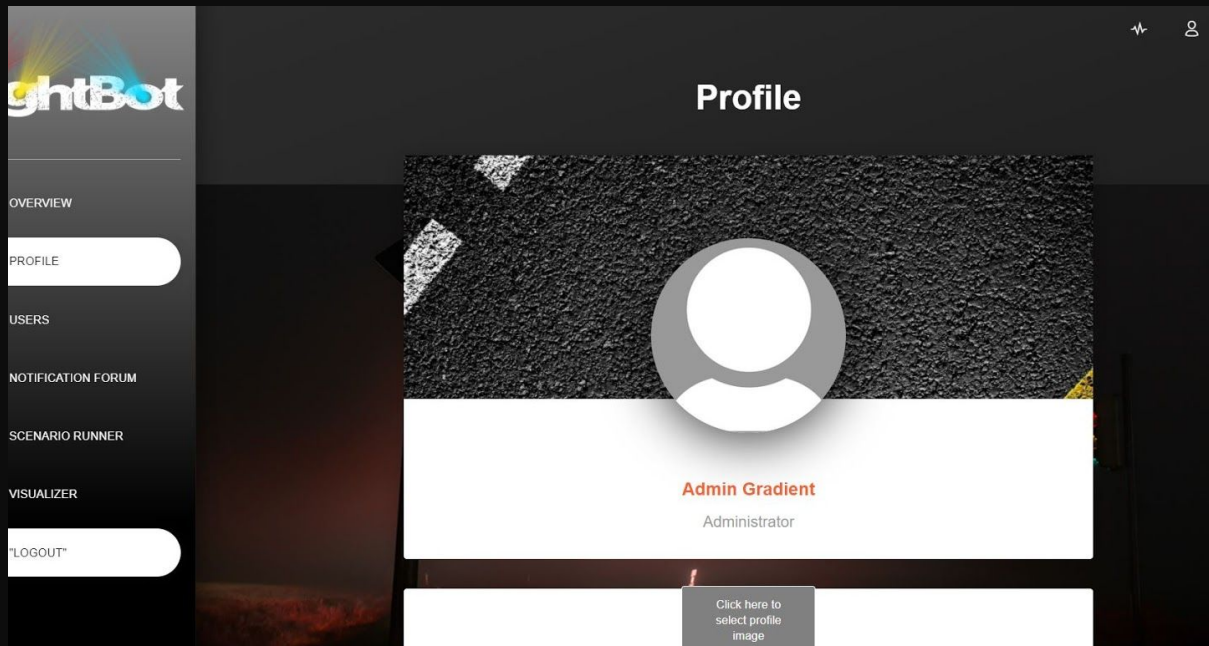 ghtBot
Profile
OVERVIEW
PROFILE
USERS
NOTIFICATION FORUM
SCENARIO RUNNER
VISUALIZER
"LOGOUT"
Admin Gradient
Administrator
Click here to
select profile
image